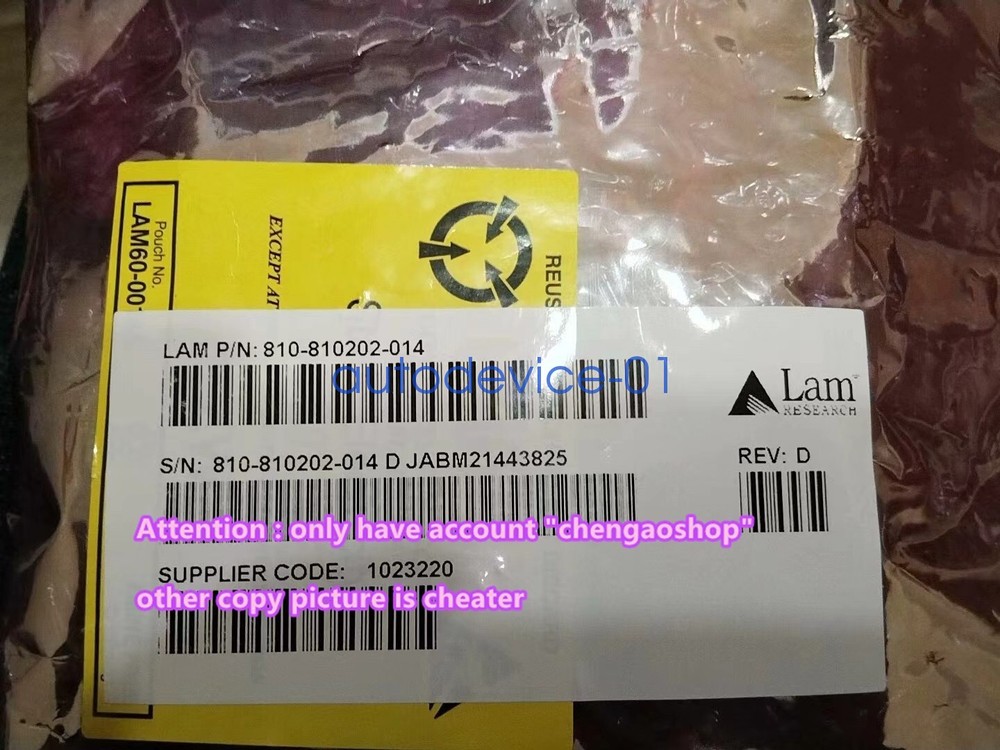 Pouch No.
LAM60-001
EXCEPT AT
REUS
LAM P/N: 810-810202-014
autodevice-01
Lam
RESEARCH
S/N: 810-810202-014 D JABM21443825
REV: D
Attention : only have account "chengaoshop"
SUPPLIER CODE: 1023220
other copy picture is cheater